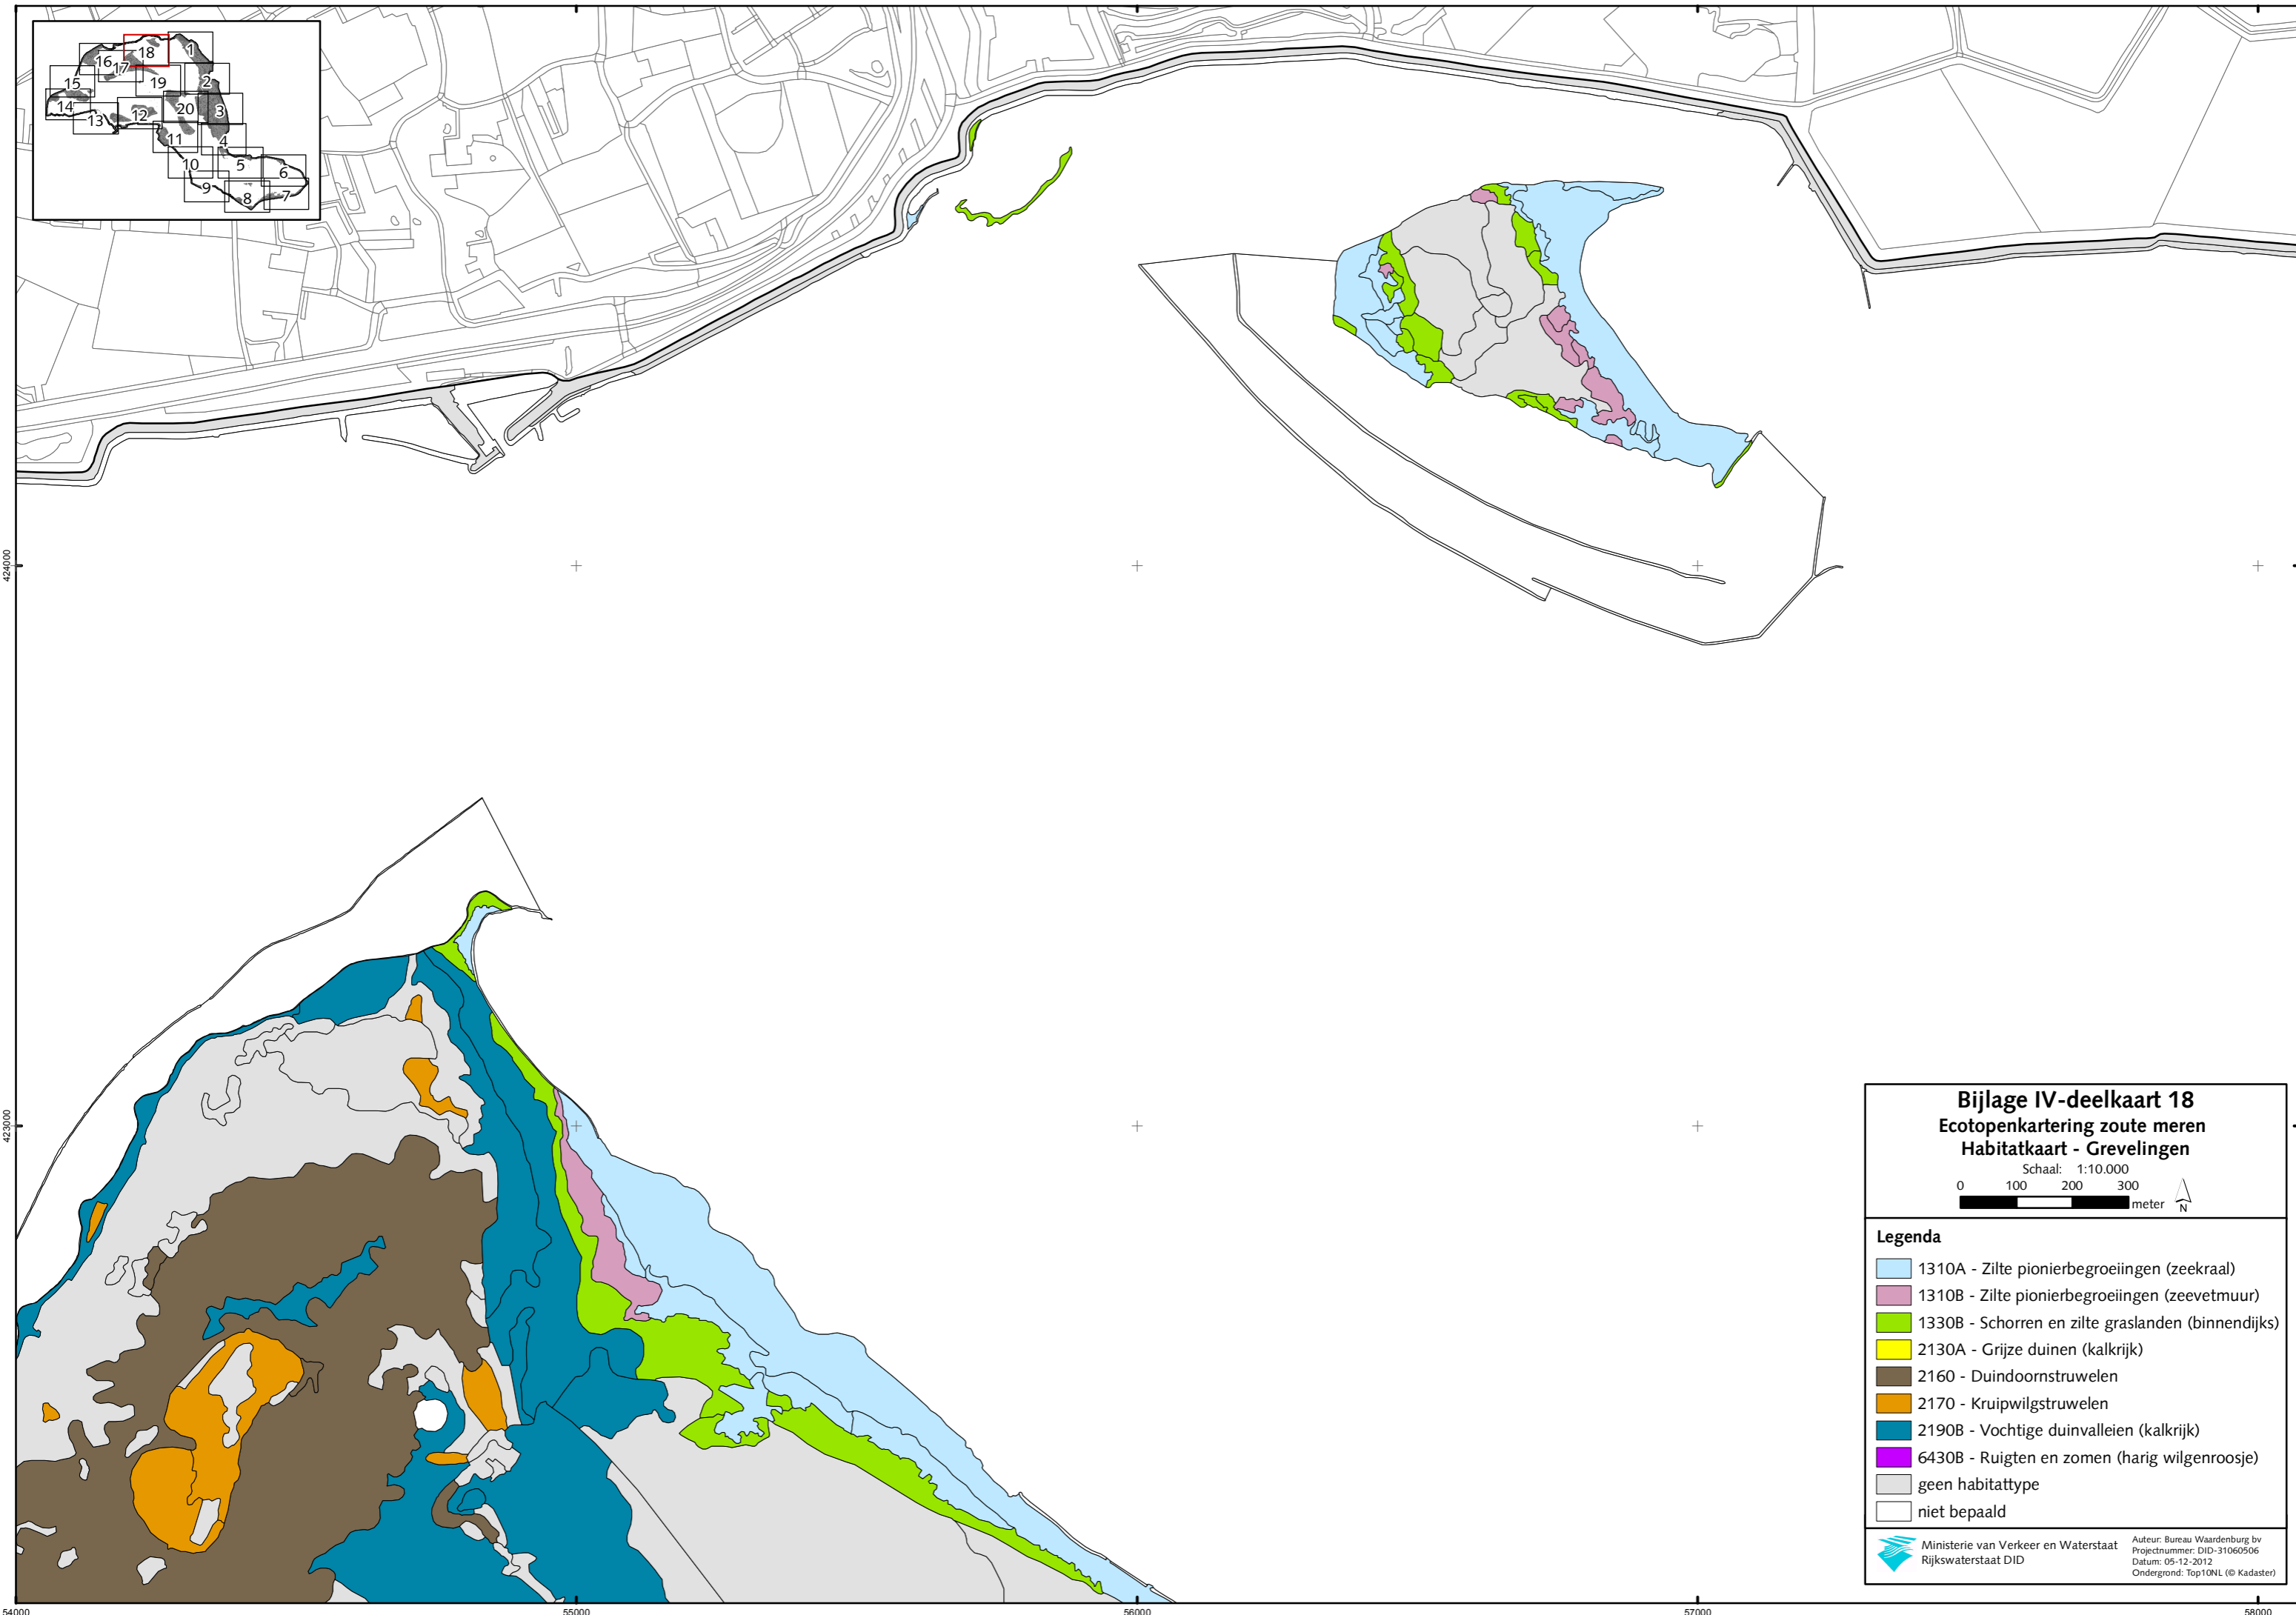 18
1
16
17
2
15
19
14
20
3
12
13
11
4
10
5
6
9
8
7
424000
423000
54000
55000
56000
57000
58000
Bijlage IV-deelkaart 18
Ecotopenkartering zoute meren
Habitatkaart - Grevelingen
Schaal: 1:10.000
0 100 200 300
meter
N
Legenda
1310A - Zilte pionierbegroeiingen (zeekraal)
1310B - Zilte pionierbegroeiingen (zeevetmuur)
1330B - Schorren en zilte graslanden (binnendijks)
2130A - Grijze duinen (kalkrijk)
2160 - Duindoornstruwelen
2170 - Kruipwilgstruwelen
2190B - Vochtige duinvalleien (kalkrijk)
6430B - Ruigten en zomen (harig wilgenroosje)
geen habitattype
niet bepaald
Ministerie van Verkeer en Waterstaat
Rijkswaterstaat DID
Auteur: Bureau Waardenburg bv
Projectnummer: DID-31060506
Datum: 05-12-2012
Ondergrond: Top10NL (© Kadaster)